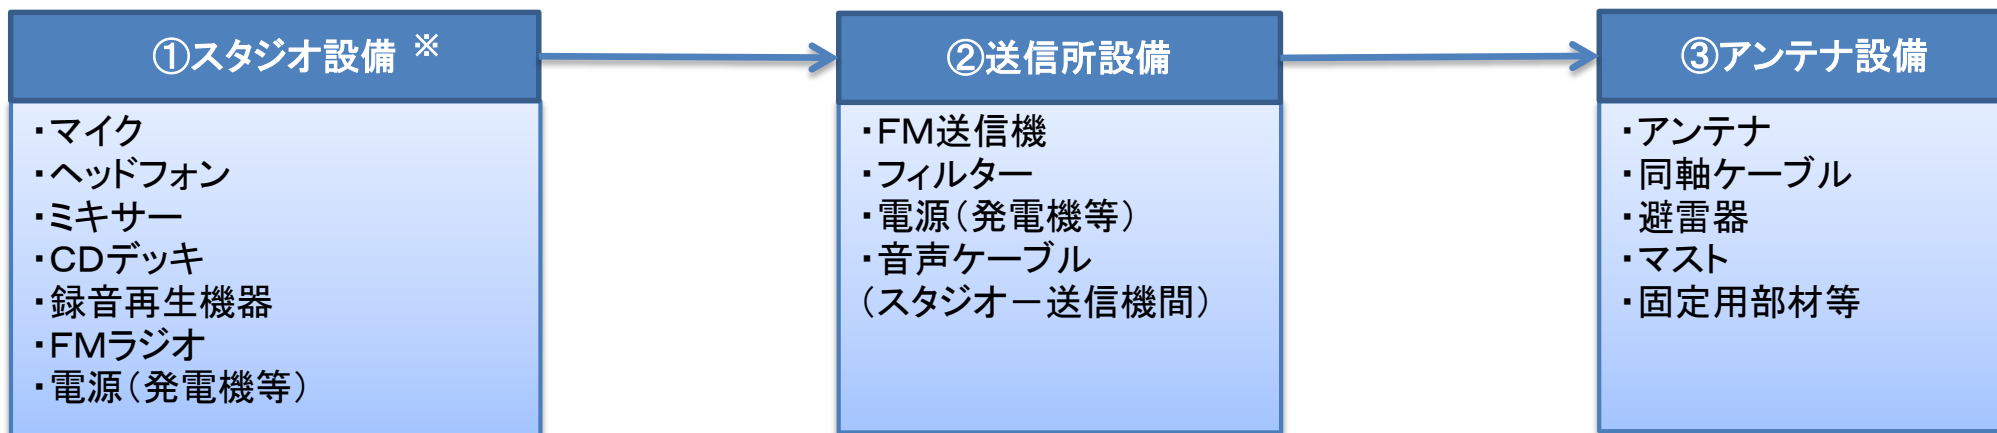 ①スタジオ設備 ※
・マイク
・ヘッドフォン
・ミキサー
・CDデッキ
・録音再生機器
・FMラジオ
・電源(発電機等)
②送信所設備
・FM送信機
・フィルター
・電源(発電機等)
・音声ケーブル
(スタジオー送信機間)
③アンテナ設備
・アンテナ
・同軸ケーブル
・避雷器
・マスト
・固定用部材等